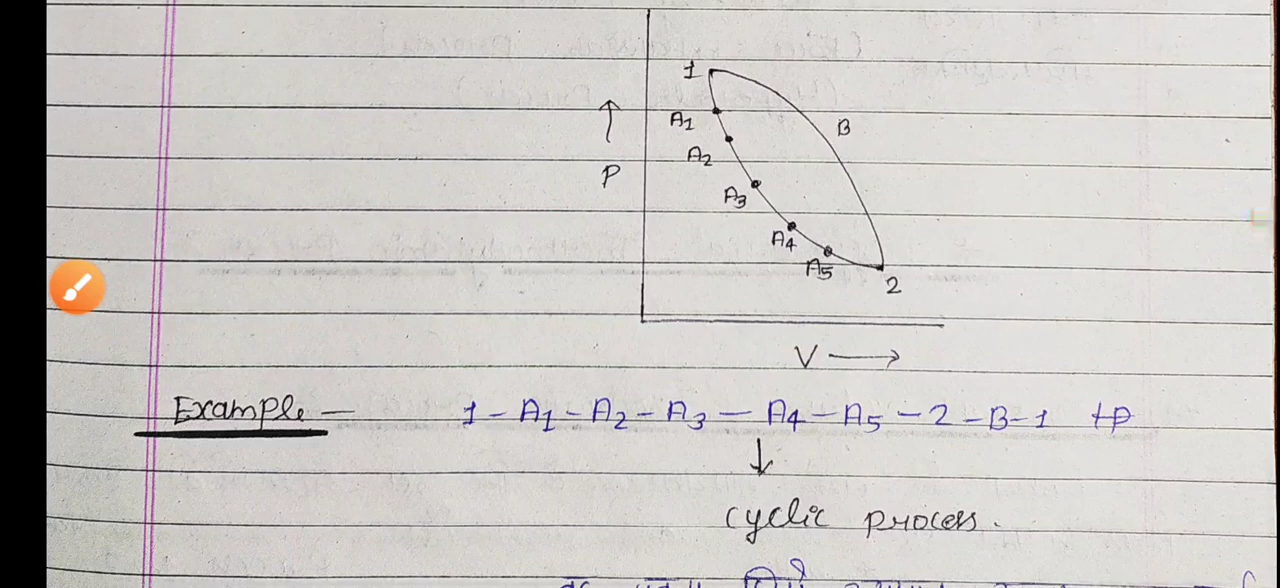 1
A1
B
A2
P
A3
A4
A5
2
V
Example - 1 - A1 - A2 - A3 - A4 - A5 - 2 - B - 1
↓
cyclic process.